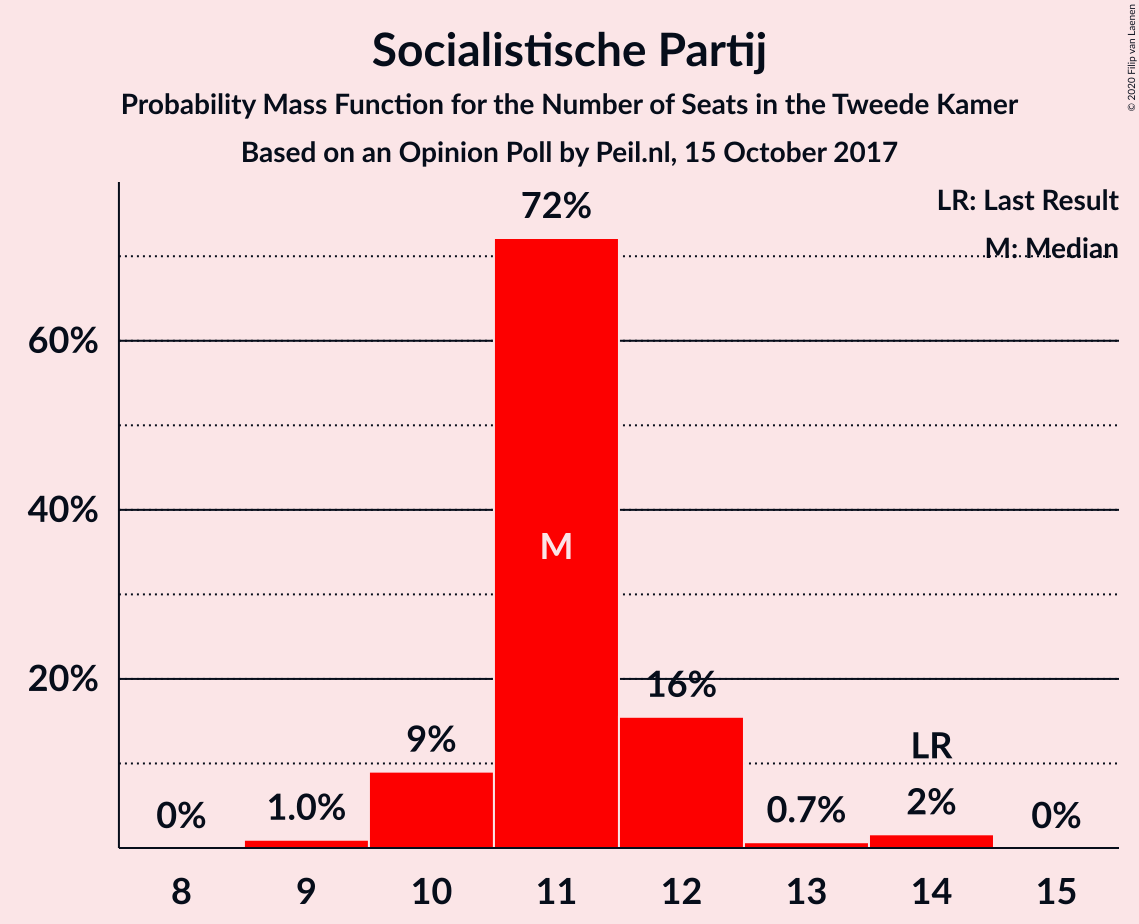 Socialistische Partij
Probability Mass Function for the Number of Seats in the Tweede Kamer
Based on an Opinion Poll by Peil.nl, 15 October 2017
© 2020 Filip van Laenen
LR: Last Result
M: Median
60%
40%
20%
0%
1.0%
9%
72%
M
16%
0.7%
LR
2%
0%
8 9 10 11 12 13 14 15